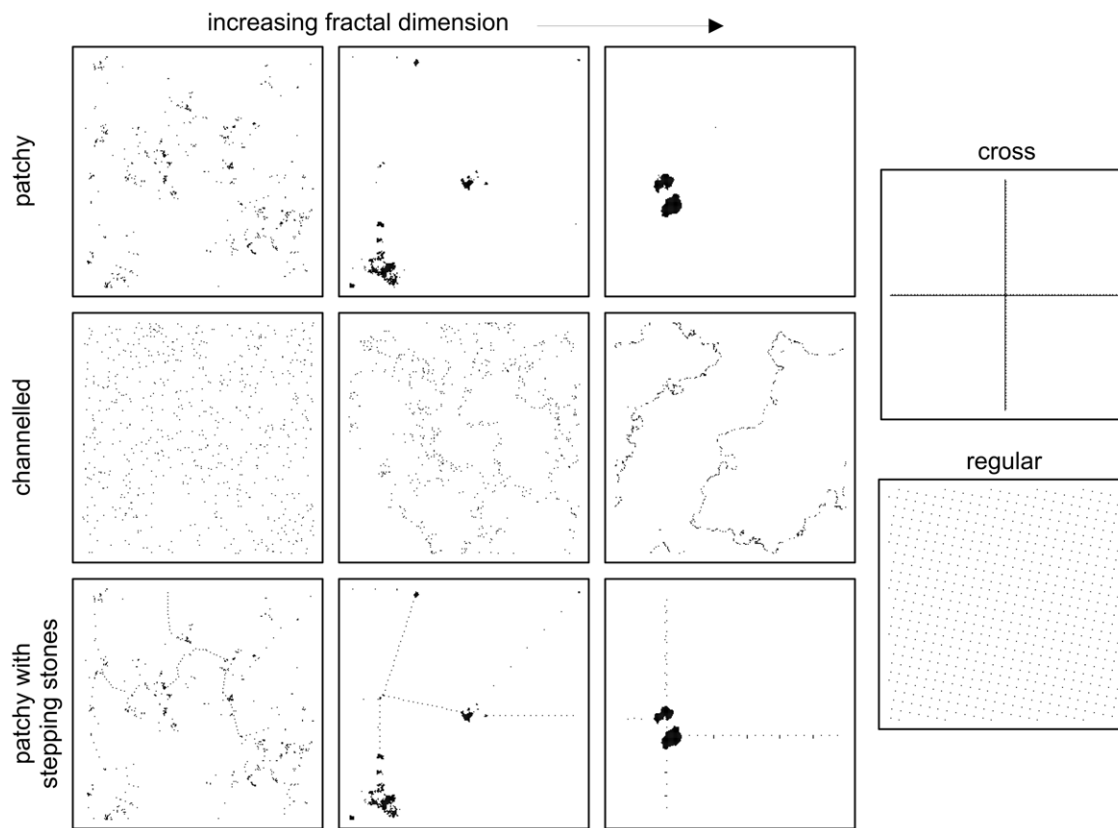 increasing fractal dimension
patchy
cross
channelled
regular
patchy with
stepping stones